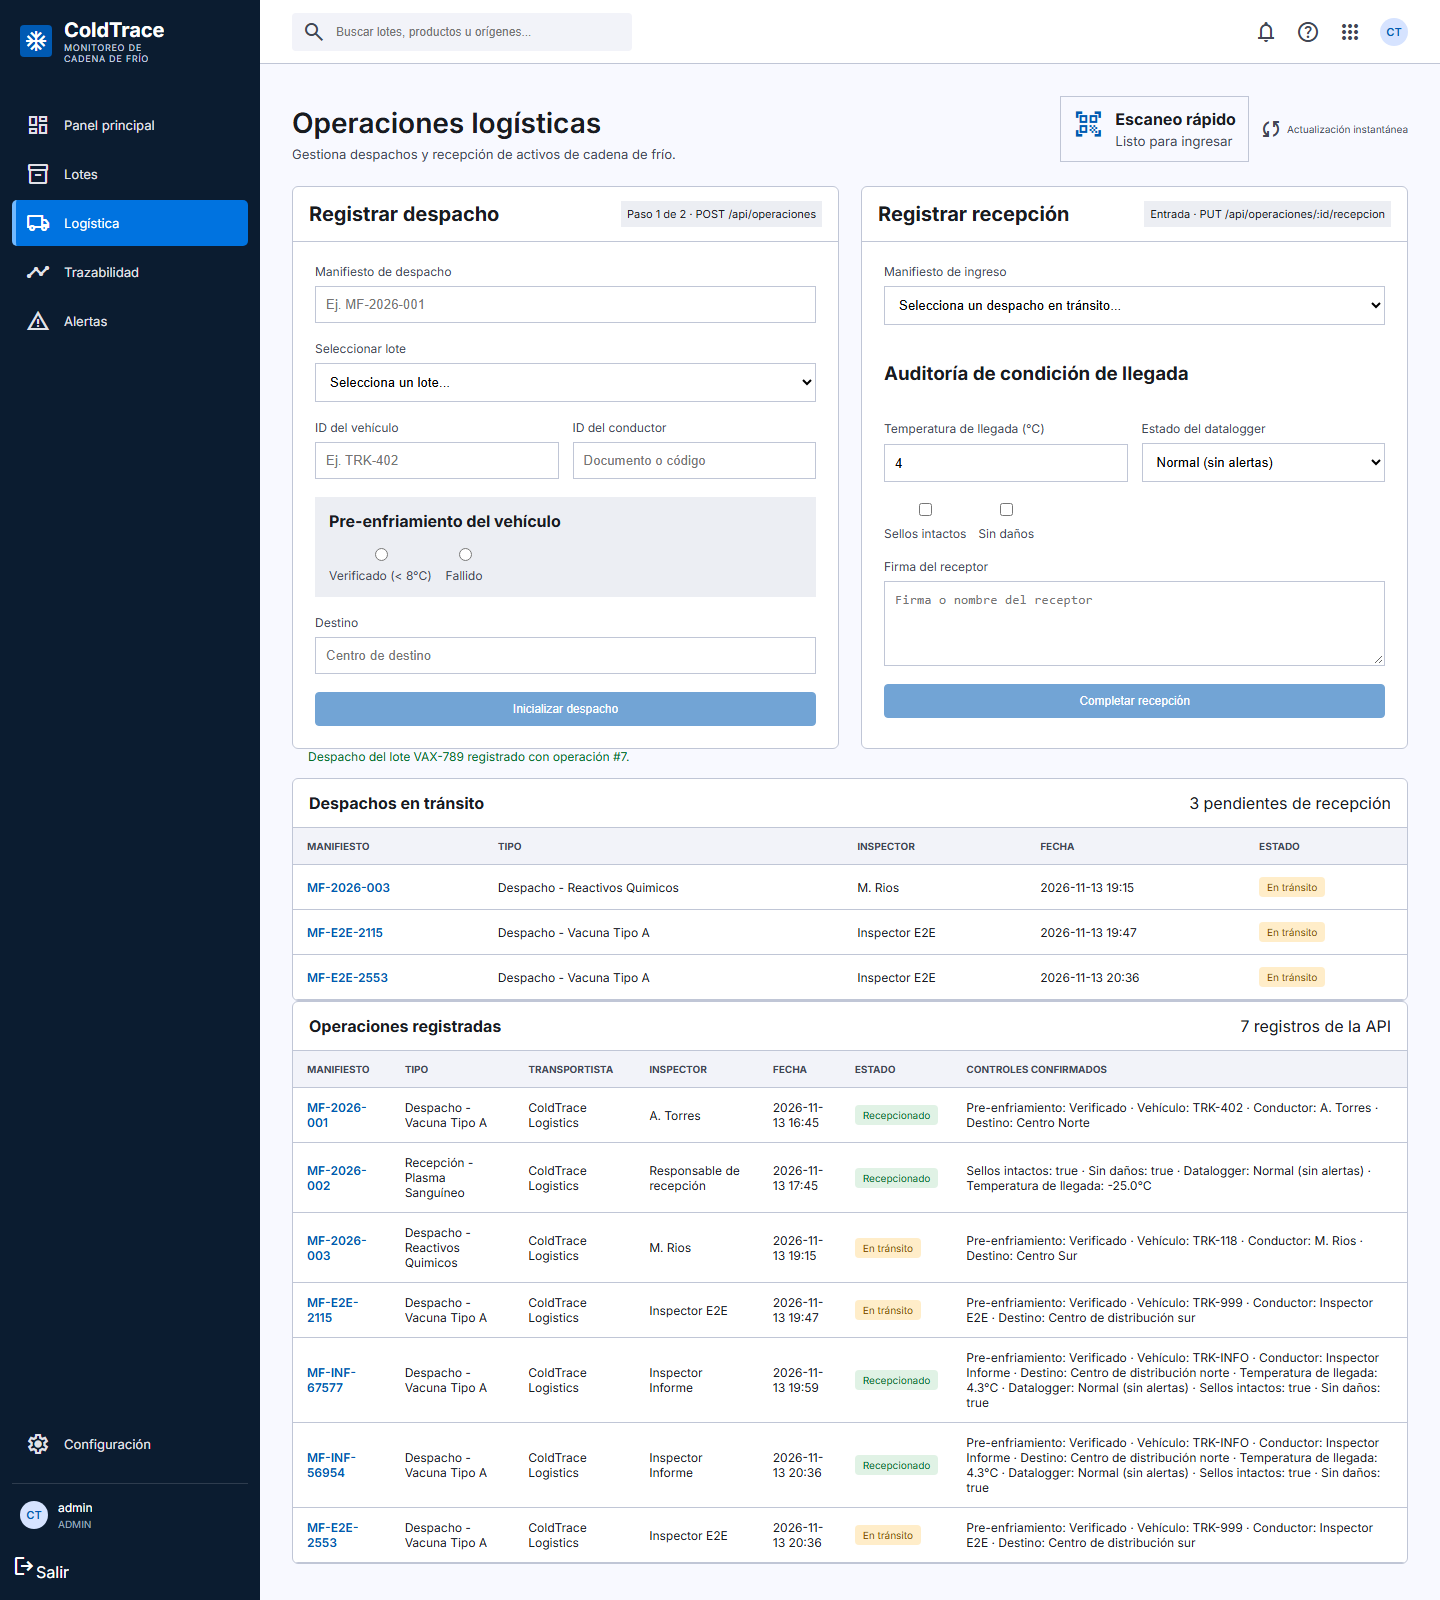 ColdTrace
MONITOREO DE
CADENA DE FRÍO
Panel principal
Lotes
Logística
Trazabilidad
Alertas
Configuración
CT
admin
ADMIN
Salir
Buscar lotes, productos u orígenes...
CT
Operaciones logísticas
Gestiona despachos y recepción de activos de cadena de frío.
Escaneo rápido
Listo para ingresar
Actualización instantánea
Registrar despacho
Paso 1 de 2 · POST /api/operaciones
Manifiesto de despacho
Ej. MF-2026-001
Seleccionar lote
Selecciona un lote...
ID del vehículo
ID del conductor
Ej. TRK-402
Documento o código
Pre-enfriamiento del vehículo
Verificado (< 8°C)
Fallido
Destino
Centro de destino
Inicializar despacho
Registrar recepción
Entrada · PUT /api/operaciones/:id/recepcion
Manifiesto de ingreso
Selecciona un despacho en tránsito...
Auditoría de condición de llegada
Temperatura de llegada (°C)
Estado del datalogger
4
Normal (sin alertas)
Sellos intactos
Sin daños
Firma del receptor
Firma o nombre del receptor
Completar recepción
Despacho del lote VAX-789 registrado con operación #7.
Despachos en tránsito
3 pendientes de recepción
MANIFIESTO TIPO INSPECTOR FECHA ESTADO
MF-2026-003 Despacho - Reactivos Quimicos M. Rios 2026-11-13 19:15 En tránsito
MF-E2E-2115 Despacho - Vacuna Tipo A Inspector E2E 2026-11-13 19:47 En tránsito
MF-E2E-2553 Despacho - Vacuna Tipo A Inspector E2E 2026-11-13 20:36 En tránsito
Operaciones registradas
7 registros de la API
MANIFIESTO TIPO TRANSPORTISTA INSPECTOR FECHA ESTADO CONTROLES CONFIRMADOS
MF-2026-
001
Despacho -
Vacuna Tipo A
ColdTrace
Logistics
A. Torres
2026-11-
13 16:45
Recepcionado
Pre-enfriamiento: Verificado · Vehículo: TRK-402 · Conductor: A. Torres ·
Destino: Centro Norte
MF-2026-
002
Recepción -
Plasma
Sanguíneo
ColdTrace
Logistics
Responsable de
recepción
2026-11-
13 17:45
Recepcionado
Sellos intactos: true · Sin daños: true · Datalogger: Normal (sin alertas) ·
Temperatura de llegada: -25.0°C
MF-2026-
003
Despacho -
Reactivos
Quimicos
ColdTrace
Logistics
M. Rios
2026-11-
13 19:15
En tránsito
Pre-enfriamiento: Verificado · Vehículo: TRK-118 · Conductor: M. Rios ·
Destino: Centro Sur
MF-E2E-
2115
Despacho -
Vacuna Tipo A
ColdTrace
Logistics
Inspector E2E
2026-11-
13 19:47
En tránsito
Pre-enfriamiento: Verificado · Vehículo: TRK-999 · Conductor: Inspector
E2E · Destino: Centro de distribución sur
MF-INF-
67577
Despacho -
Vacuna Tipo A
ColdTrace
Logistics
Inspector
Informe
2026-11-
13 19:59
Recepcionado
Pre-enfriamiento: Verificado · Vehículo: TRK-INFO · Conductor: Inspector
Informe · Destino: Centro de distribución norte · Temperatura de llegada:
4.3°C · Datalogger: Normal (sin alertas) · Sellos intactos: true · Sin daños:
true
MF-INF-
56954
Despacho -
Vacuna Tipo A
ColdTrace
Logistics
Inspector
Informe
2026-11-
13 20:36
Recepcionado
Pre-enfriamiento: Verificado · Vehículo: TRK-INFO · Conductor: Inspector
Informe · Destino: Centro de distribución norte · Temperatura de llegada:
4.3°C · Datalogger: Normal (sin alertas) · Sellos intactos: true · Sin daños:
true
MF-E2E-
2553
Despacho -
Vacuna Tipo A
ColdTrace
Logistics
Inspector E2E
2026-11-
13 20:36
En tránsito
Pre-enfriamiento: Verificado · Vehículo: TRK-999 · Conductor: Inspector
E2E · Destino: Centro de distribución sur